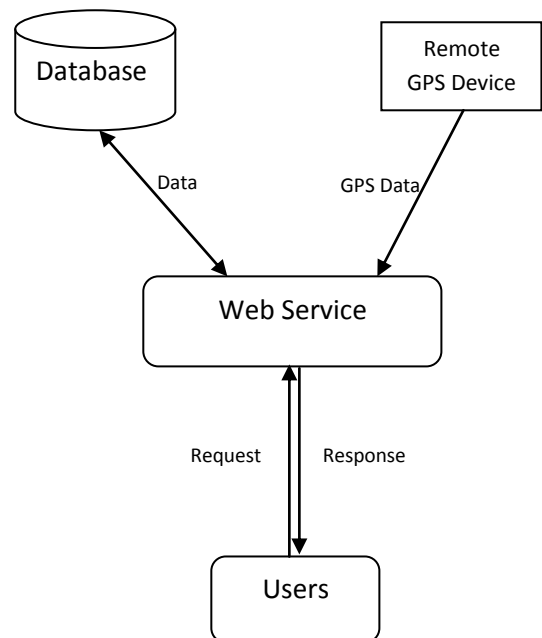 Database
Remote
GPS Device
Data
GPS Data
Web Service
Request
Response
Users